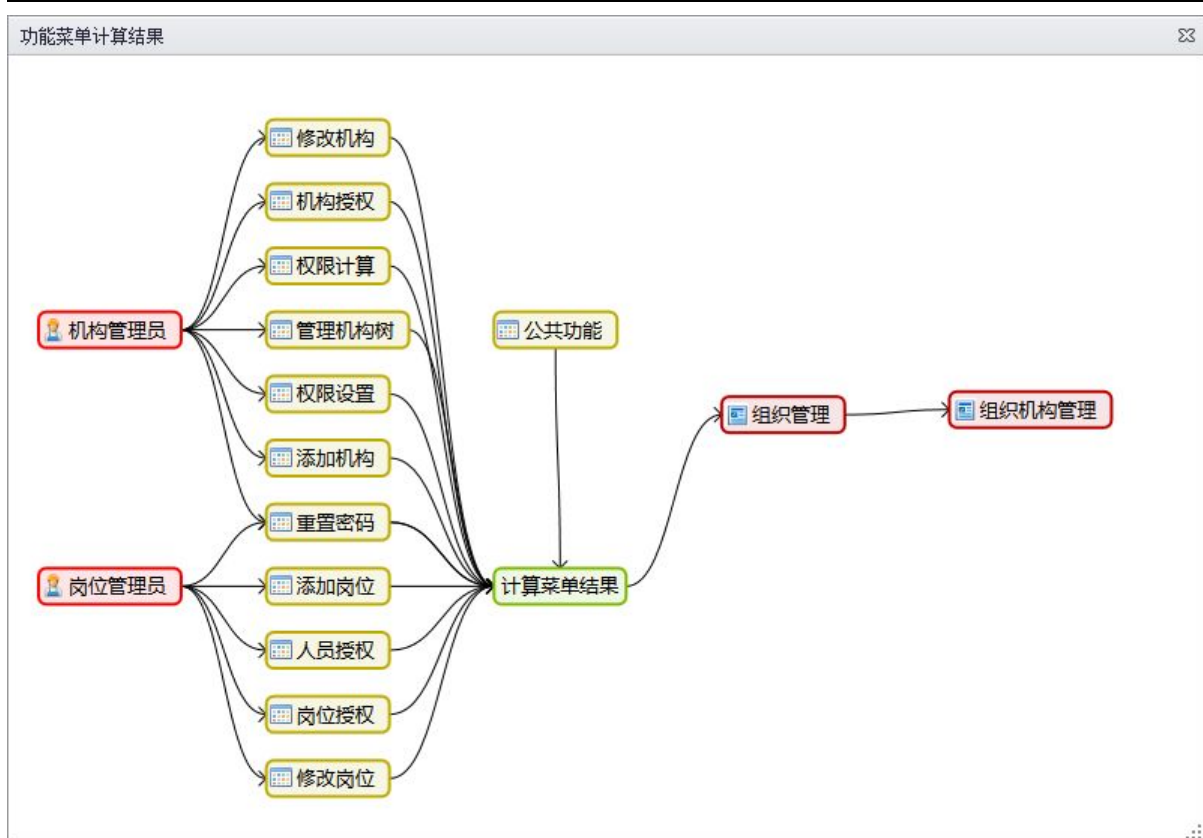 功能菜单计算结果
修改机构
机构授权
权限计算
机构管理员
管理机构树
公共功能
权限设置
组织管理
组织机构管理
添加机构
重置密码
岗位管理员
添加岗位
计算菜单结果
人员授权
岗位授权
修改岗位